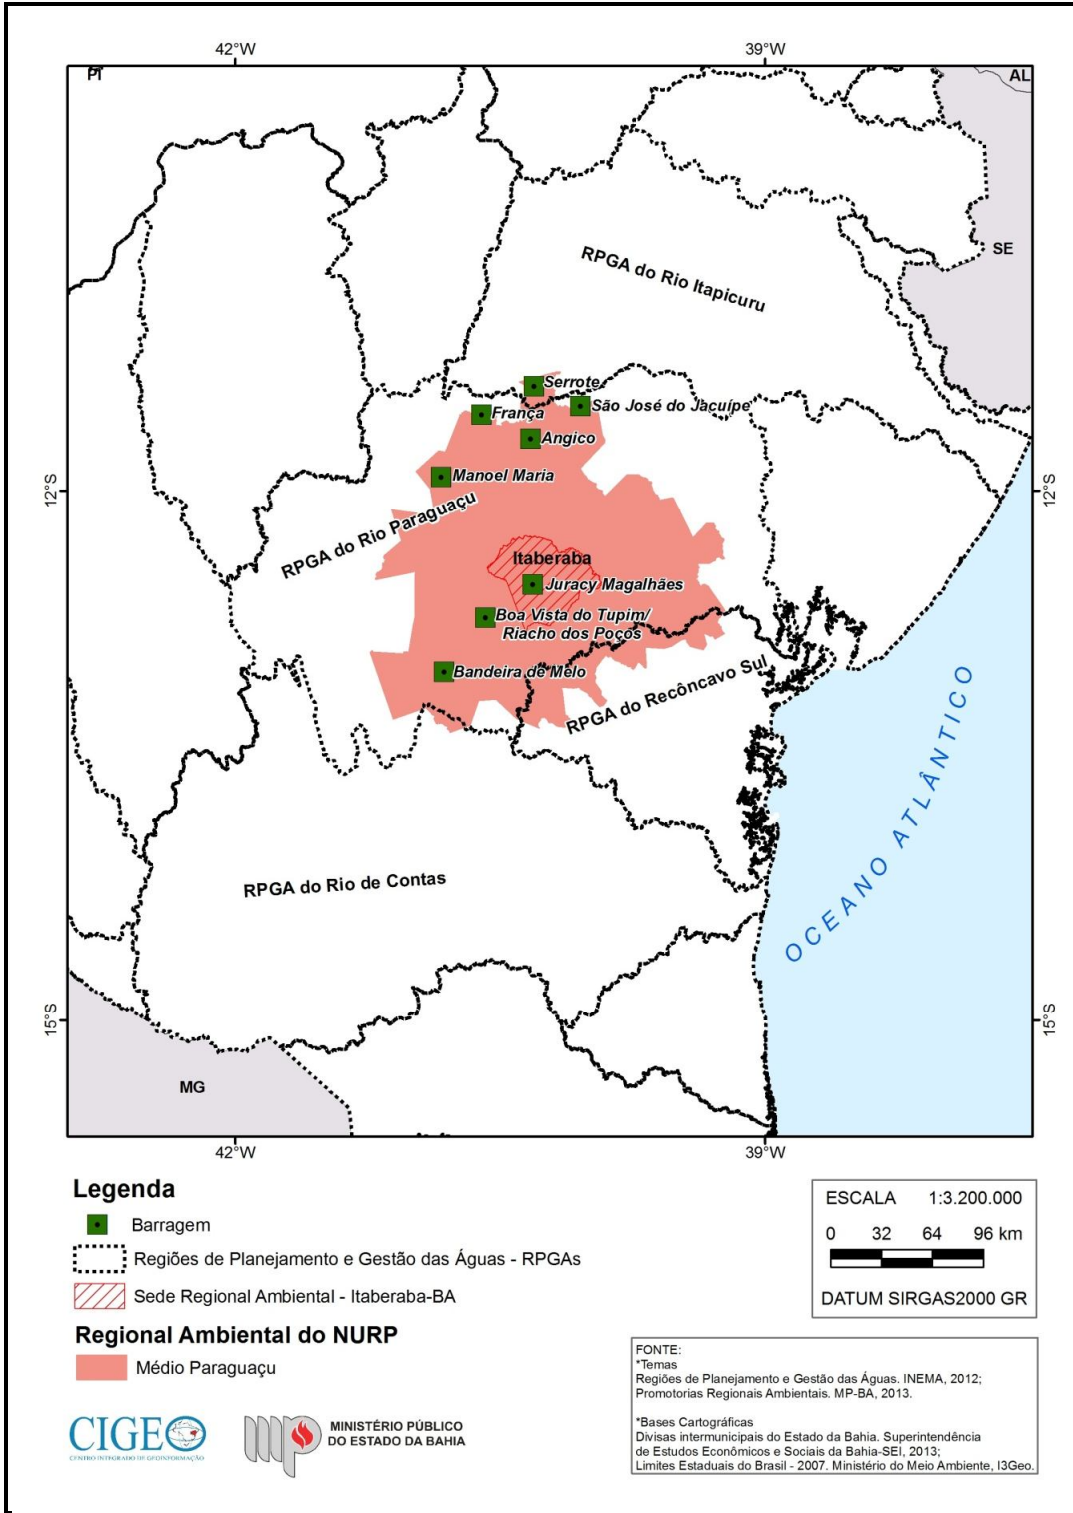 42°W
39°W
PI
AL
SE
RPGA do Rio Itapicuru
Serrote
São José do Jacuípe
França
Angico
Manoel Maria
12°S
12°S
RPGA do Rio Paraguaçu
Itaberaba
Juracy Magalhães
Boa Vista do Tupim/
Riacho dos Poços
Bandeira de Melo
RPGA do Recôncavo Sul
OCEANO ATLÂNTICO
RPGA do Rio de Contas
15°S
15°S
MG
42°W
39°W
Legenda
Barragem
Regiões de Planejamento e Gestão das Águas - RPGAs
Sede Regional Ambiental - Itaberaba-BA
Regional Ambiental do NURP
Médio Paraguaçu
ESCALA 1:3.200.000
0 32 64 96 km
DATUM SIRGAS2000 GR
CIGEO
CENTRO INTEGRADO DE GEOINFORMAÇÃO
mp
MINISTÉRIO PÚBLICO
DO ESTADO DA BAHIA
FONTE:
*Temas
Regiões de Planejamento e Gestão das Águas. INEMA, 2012;
Promotorias Regionais Ambientais. MP-BA, 2013.
*Bases Cartográficas
Divisas intermunicipais do Estado da Bahia. Superintendência
de Estudos Econômicos e Sociais da Bahia-SEI, 2013;
Limites Estaduais do Brasil - 2007. Ministério do Meio Ambiente, I3Geo.